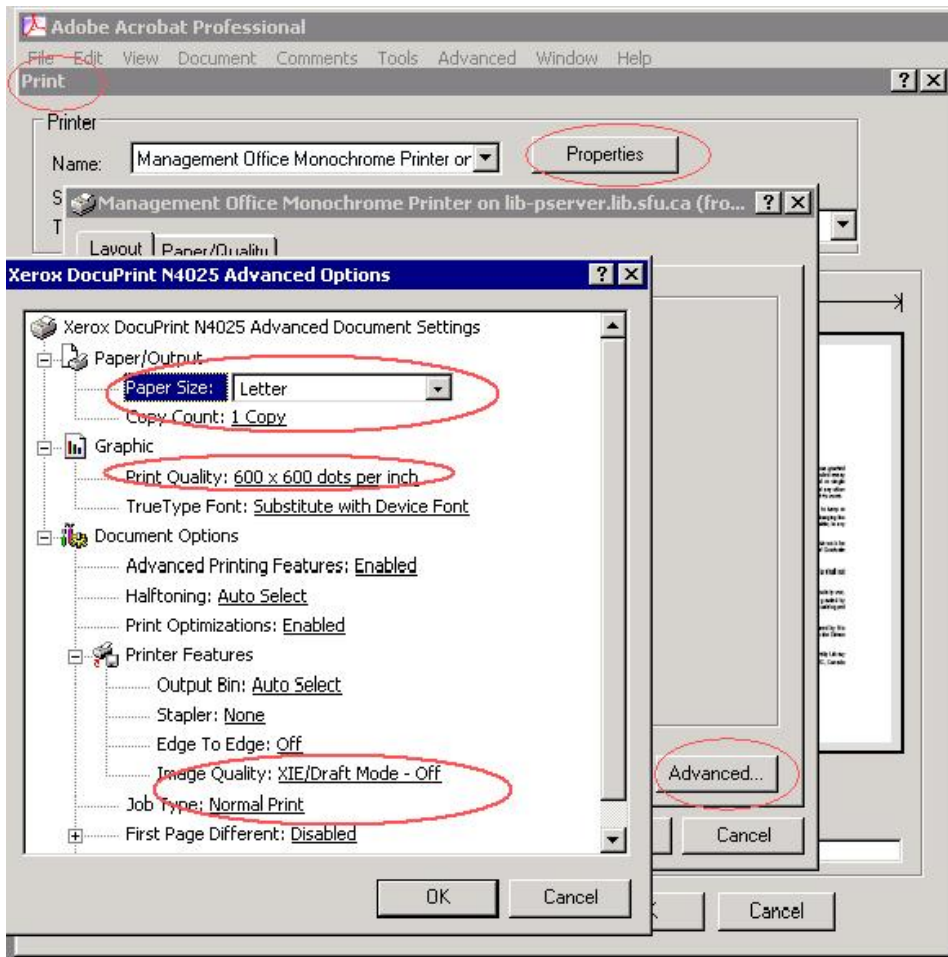 Adobe Acrobat Professional
File Edit View Document Comments Tools Advanced Window Help
Print
Printer
Name: Management Office Monochrome Printer or
Properties
S
T
Management Office Monochrome Printer on lib-pserver.lib.sfu.ca (fro...
Layout Paper/Quality
Xerox DocuPrint N4025 Advanced Options
Xerox DocuPrint N4025 Advanced Document Settings
Paper/Output
Paper Size: Letter
Copy Count: 1 Copy
Graphic
Print Quality: 600 x 600 dots per inch
TrueType Font: Substitute with Device Font
Document Options
Advanced Printing Features: Enabled
Halftoning: Auto Select
Print Optimizations: Enabled
Printer Features
Output Bin: Auto Select
Stapler: None
Edge To Edge: Off
Image Quality: XIE/Draft Mode - Off
Job Type: Normal Print
First Page Different: Disabled
Advanced...
Cancel
OK Cancel
Cancel